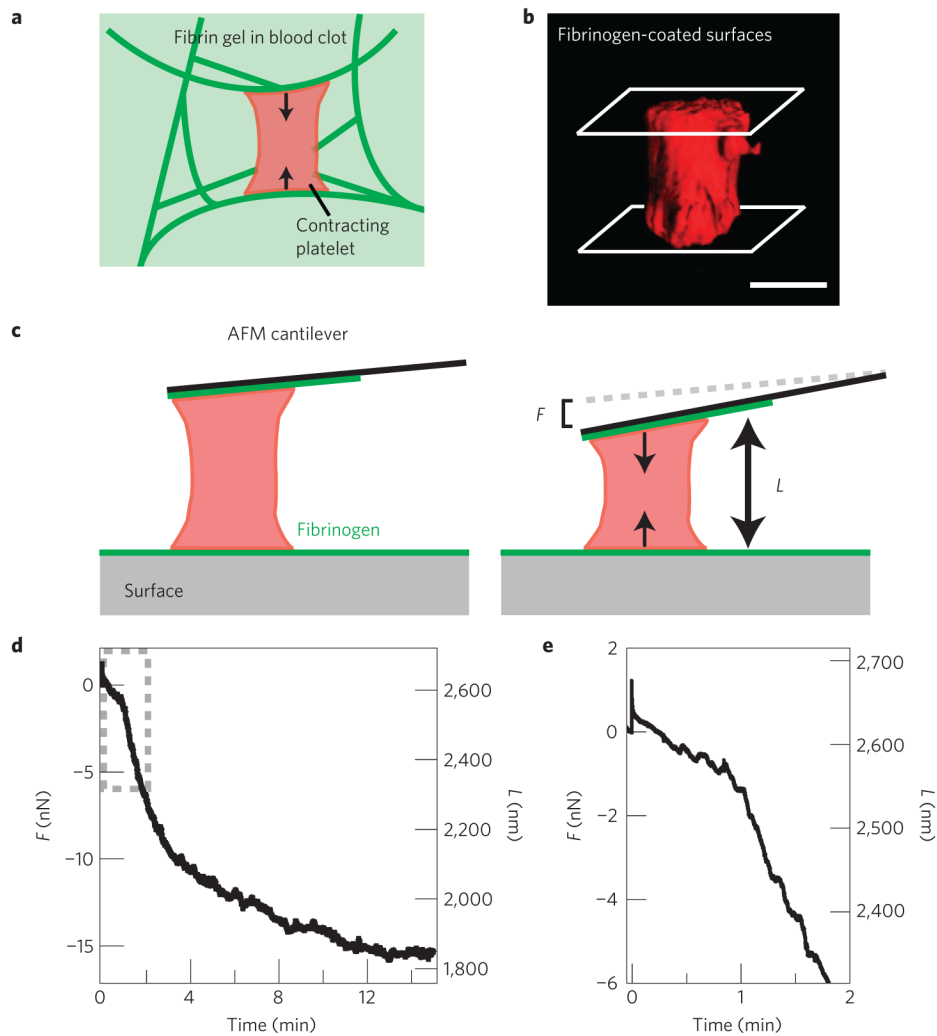 a
Fibrin gel in blood clot
Contracting
platelet
b
Fibrinogen-coated surfaces
c
AFM cantilever
Fibrinogen
Surface
F
L
d
0
−5
−10
−15
F (nN)
2,600
2,400
2,200
2,000
1,800
L (nm)
0
4
8
12
Time (min)
e
2
0
−2
−4
−6
F (nN)
2,700
2,600
2,500
2,400
L (nm)
0
1
2
Time (min)